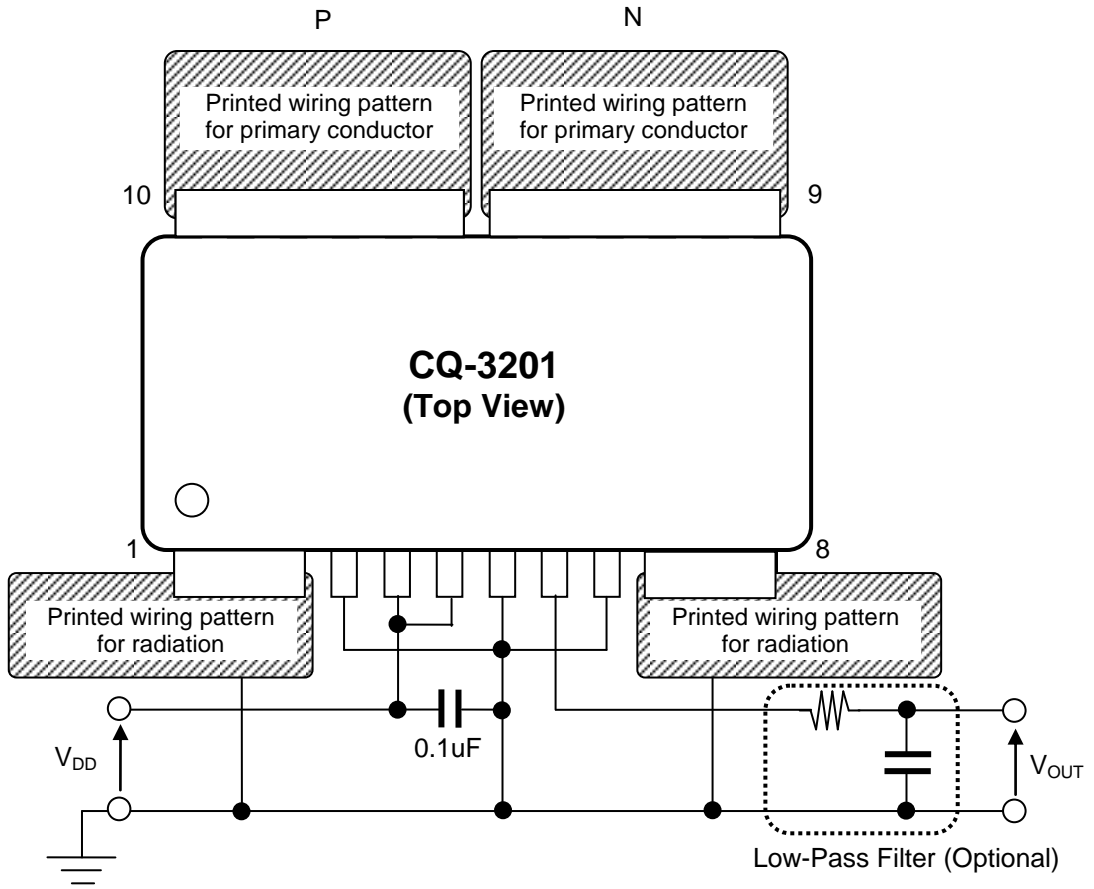 P
N
Printed wiring pattern
for primary conductor
Printed wiring pattern
for primary conductor
10
9
CQ-3201
(Top View)
1
8
Printed wiring pattern
for radiation
Printed wiring pattern
for radiation
0.1uF
VDD
VOUT
Low-Pass Filter (Optional)